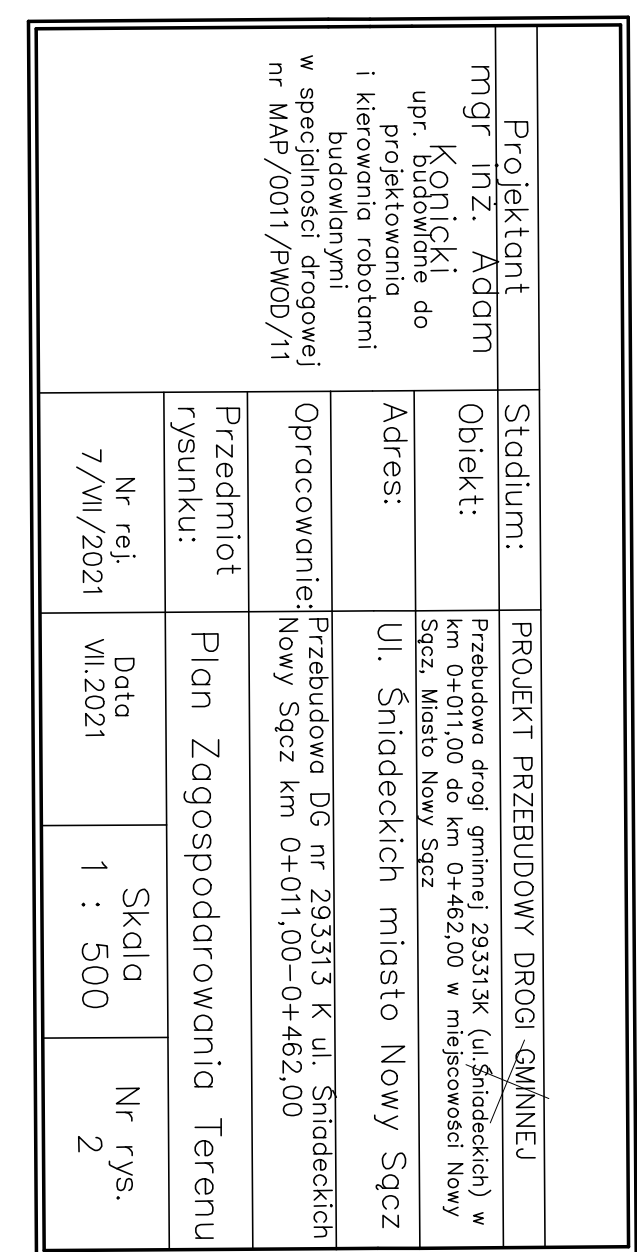 Projektant
mgr inż. Adam
Konicki
upr. budowlane do
projektowania
i kierowania robotami
budowlanymi
w specjalności drogowej
nr MAP/0011/PWOD/11
Stadium:
PROJEKT PRZEBUDOWY DROGI GMINNEJ
Obiekt:
Przebudowa drogi gminnej 293313K (ul.Śniadeckich) w
km 0+011,00 do km 0+462,00 w miejscowości Nowy
Sącz, Miasto Nowy Sącz
Adres:
Ul. Śniadeckich miasto Nowy Sącz
Opracowanie:
Przebudowa DG nr 293313 K ul. Śniadeckich
Nowy Sącz km 0+011,00-0+462,00
Przedmiot
rysunku:
Plan Zagospodarowania Terenu
Nr rej.
7/VII/2021
Data
VII.2021
Skala
1 : 500
Nr rys.
2